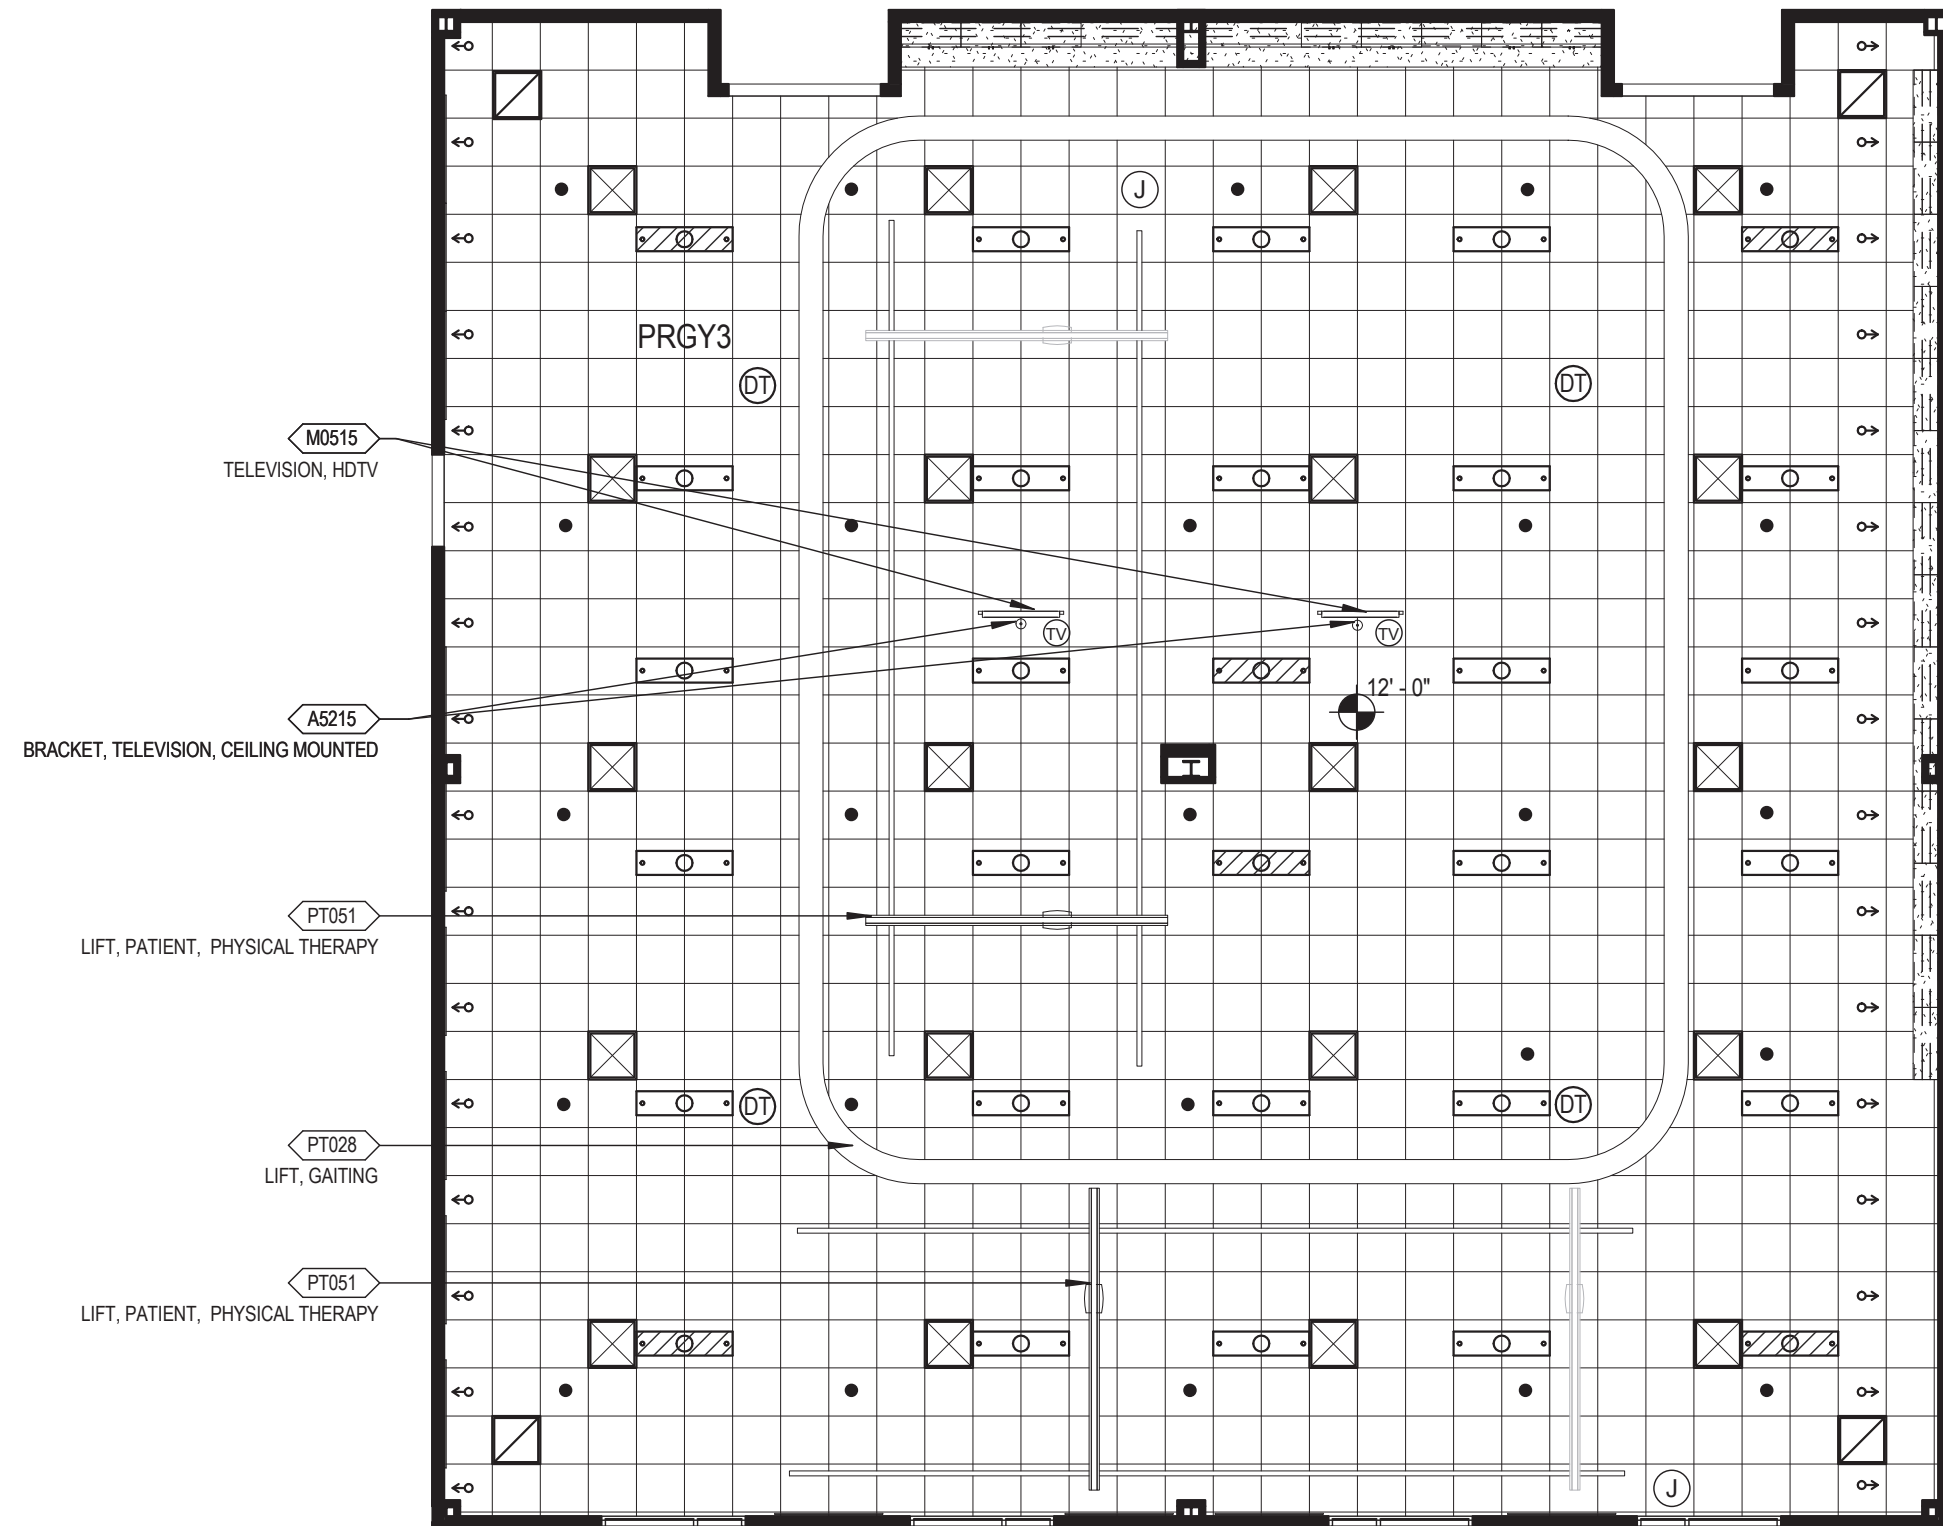 J
PRGY3
DT
DT
M0515
TELEVISION, HDTV
TV
TV
12' - 0"
A5215
BRACKET, TELEVISION, CEILING MOUNTED
PT051
LIFT, PATIENT, PHYSICAL THERAPY
DT
DT
PT028
LIFT, GAITING
PT051
LIFT, PATIENT, PHYSICAL THERAPY
J